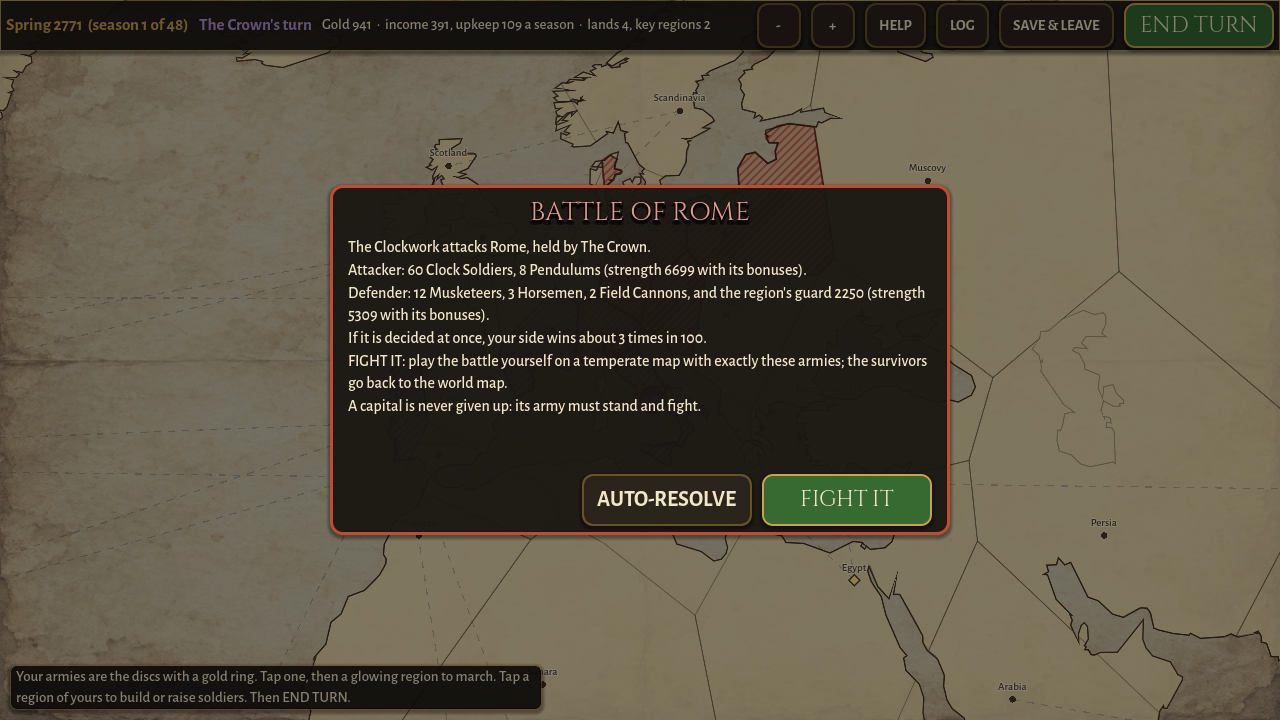 Spring 2771 (season 1 of 48) The Crown's turn Gold 941 · income 391, upkeep 109 a season · lands 4, key regions 2 - + HELP LOG SAVE & LEAVE END TURN
Scandinavia
Scotland
Muscovy
BATTLE OF ROME
The Clockwork attacks Rome, held by The Crown.
Attacker: 60 Clock Soldiers, 8 Pendulums (strength 6699 with its bonuses).
Defender: 12 Musketeers, 3 Horsemen, 2 Field Cannons, and the region's guard 2250 (strength
5309 with its bonuses).
If it is decided at once, your side wins about 3 times in 100.
FIGHT IT: play the battle yourself on a temperate map with exactly these armies; the survivors
go back to the world map.
A capital is never given up: its army must stand and fight.
AUTO-RESOLVE FIGHT IT
Persia
Egypt
Arabia
Your armies are the discs with a gold ring. Tap one, then a glowing region to march. Tap a
region of yours to build or raise soldiers. Then END TURN.